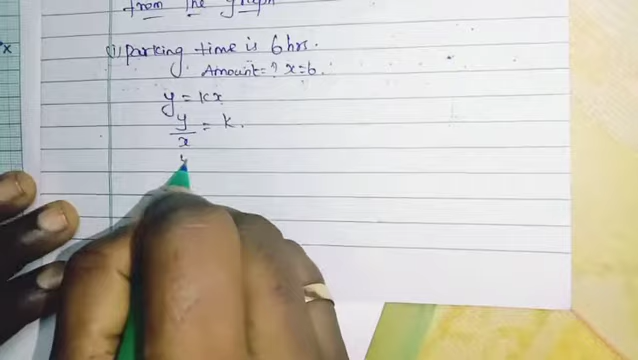 from the graph
(i) parking time is 6 hrs.
Amount = ? x = 6.
y = kx
y/x = k.